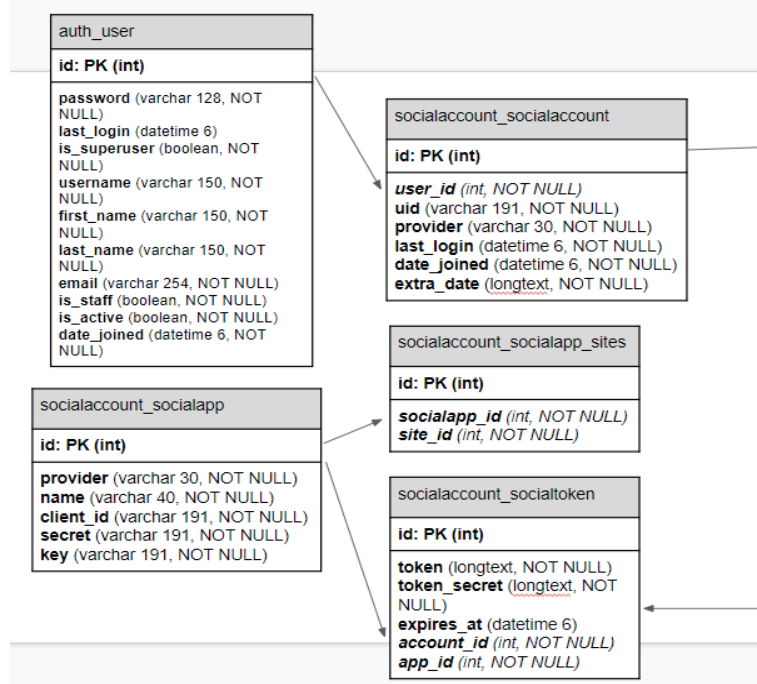 auth_user
id: PK (int)
password (varchar 128, NOT
NULL)
last_login (datetime 6)
is_superuser (boolean, NOT
NULL)
username (varchar 150, NOT
NULL)
first_name (varchar 150, NOT
NULL)
last_name (varchar 150, NOT
NULL)
email (varchar 254, NOT NULL)
is_staff (boolean, NOT NULL)
is_active (boolean, NOT NULL)
date_joined (datetime 6, NOT
NULL)
socialaccount_socialaccount
id: PK (int)
user_id (int, NOT NULL)
uid (varchar 191, NOT NULL)
provider (varchar 30, NOT NULL)
last_login (datetime 6, NOT NULL)
date_joined (datetime 6, NOT NULL)
extra_date (longtext, NOT NULL)
socialaccount_socialapp_sites
id: PK (int)
socialapp_id (int, NOT NULL)
site_id (int, NOT NULL)
socialaccount_socialapp
id: PK (int)
provider (varchar 30, NOT NULL)
name (varchar 40, NOT NULL)
client_id (varchar 191, NOT NULL)
secret (varchar 191, NOT NULL)
key (varchar 191, NOT NULL)
socialaccount_socialtoken
id: PK (int)
token (longtext, NOT NULL)
token_secret (longtext, NOT
NULL)
expires_at (datetime 6)
account_id (int, NOT NULL)
app_id (int, NOT NULL)